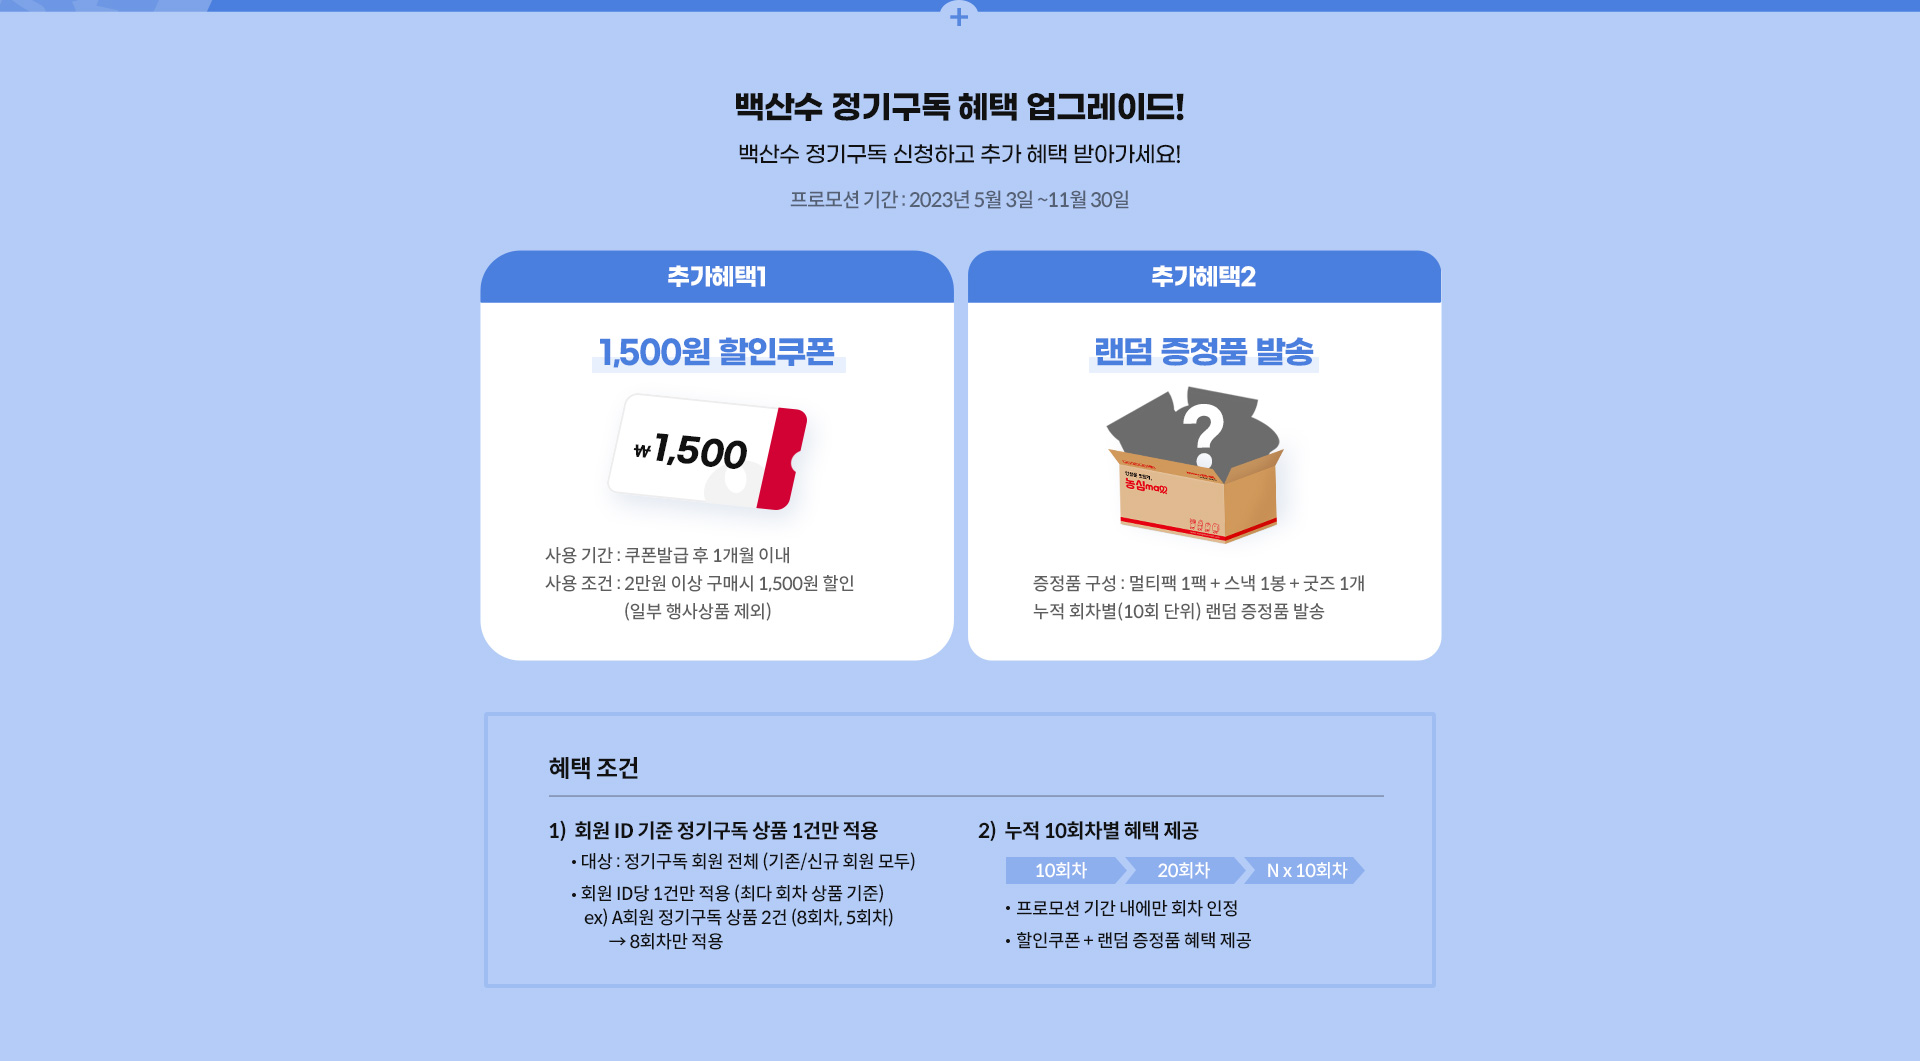 백산수 정기구독 혜택 업그레이드!
백산수 정기구독 신청하고 추가 혜택 받아가세요!
프로모션 기간 : 2023년 5월 3일 ~11월 30일
추가혜택1
1,500원 할인쿠폰
₩1,500
사용 기간 : 쿠폰발급 후 1개월 이내
사용 조건 : 2만원 이상 구매시 1,500원 할인
(일부 행사상품 제외)
추가혜택2
랜덤 증정품 발송
?
농심mall
증정품 구성 : 멀티팩 1팩 + 스낵 1봉 + 굿즈 1개
누적 회차별(10회 단위) 랜덤 증정품 발송
혜택 조건
1) 회원 ID 기준 정기구독 상품 1건만 적용
• 대상 : 정기구독 회원 전체 (기존/신규 회원 모두)
• 회원 ID당 1건만 적용 (최다 회차 상품 기준)
ex) A회원 정기구독 상품 2건 (8회차, 5회차)
→ 8회차만 적용
2) 누적 10회차별 혜택 제공
10회차
20회차
N x 10회차
• 프로모션 기간 내에만 회차 인정
• 할인쿠폰 + 랜덤 증정품 혜택 제공